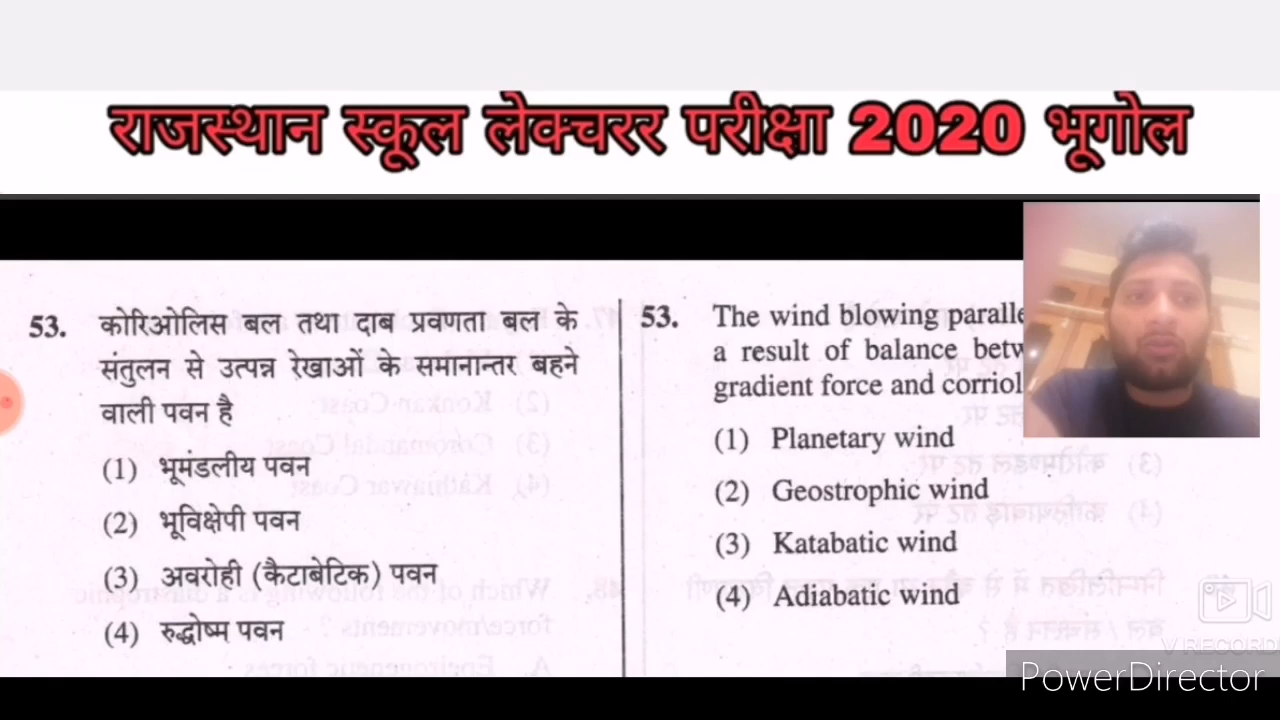 राजस्थान स्कूल लेक्चरर परीक्षा 2020 भूगोल
53. कोरिओलिस बल तथा दाब प्रवणता बल के
संतुलन से उत्पन्न रेखाओं के समानान्तर बहने
वाली पवन है
(1) भूमंडलीय पवन
(2) भूविक्षेपी पवन
(3) अवरोही (कैटाबेटिक) पवन
(4) रुद्धोष्म पवन
53. The wind blowing paralle
a result of balance betw
gradient force and corriol
(1) Planetary wind
(2) Geostrophic wind
(3) Katabatic wind
(4) Adiabatic wind
V RECORD
PowerDirector